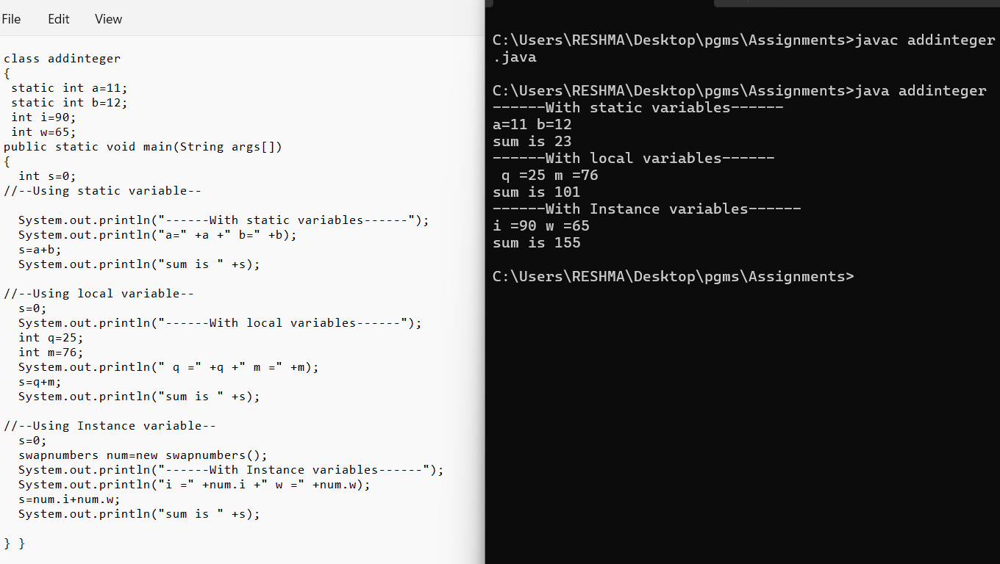 File Edit View
class addinteger
{
 static int a=11;
 static int b=12;
 int i=90;
 int w=65;
public static void main(String args[])
{
  int s=0;
//--Using static variable--
  System.out.println("------With static variables------");
  System.out.println("a=" +a +" b=" +b);
  s=a+b;
  System.out.println("sum is " +s);
//--Using local variable--
  s=0;
  System.out.println("------With local variables------");
  int q=25;
  int m=76;
  System.out.println(" q =" +q +" m =" +m);
  s=q+m;
  System.out.println("sum is " +s);
//--Using Instance variable--
  s=0;
  swapnumbers num=new swapnumbers();
  System.out.println("------With Instance variables------");
  System.out.println("i =" +num.i +" w =" +num.w);
  s=num.i+num.w;
  System.out.println("sum is " +s);
} }
C:\Users\RESHMA\Desktop\pgms\Assignments>javac addinteger
.java
C:\Users\RESHMA\Desktop\pgms\Assignments>java addinteger
------With static variables------
a=11 b=12
sum is 23
------With local variables------
 q =25 m =76
sum is 101
------With Instance variables------
i =90 w =65
sum is 155
C:\Users\RESHMA\Desktop\pgms\Assignments>